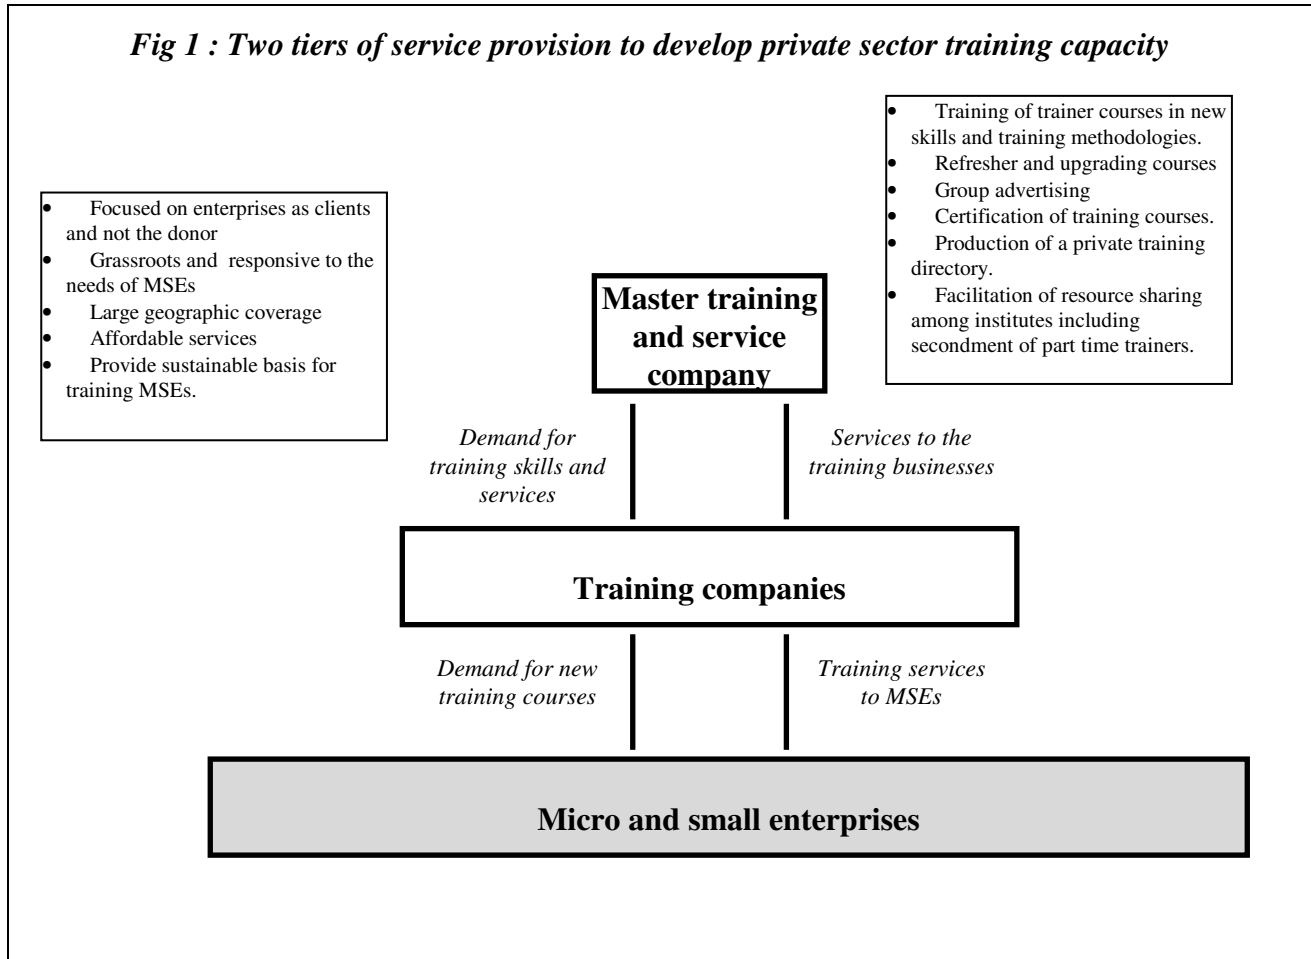 Fig 1 : Two tiers of service provision to develop private sector training capacity
• Training of trainer courses in new
skills and training methodologies.
• Refresher and upgrading courses
• Group advertising
• Certification of training courses.
• Production of a private training
directory.
• Facilitation of resource sharing
among institutes including
secondment of part time trainers.
• Focused on enterprises as clients
and not the donor
• Grassroots and responsive to the
needs of MSEs
• Large geographic coverage
• Affordable services
• Provide sustainable basis for
training MSEs.
Master training
and service
company
Demand for
training skills and
services
Services to the
training businesses
Training companies
Demand for new
training courses
Training services
to MSEs
Micro and small enterprises